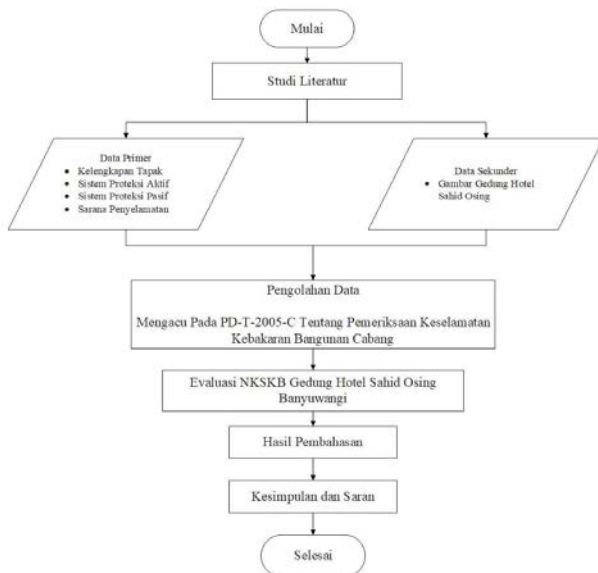 Mulai
Studi Literatur
Data Primer
• Kelengkapan Tapak
• Sistem Proteksi Aktif
• Sistem Proteksi Pasif
• Sarana Penyelamatan
Data Sekunder
• Gambar Gedung Hotel
Sahid Osing
Pengolahan Data
Mengacu Pada PD-T-2005-C Tentang Pemeriksaan Keselamatan
Kebakaran Bangunan Cabang
Evaluasi NKSKB Gedung Hotel Sahid Osing
Banyuwangi
Hasil Pembahasan
Kesimpulan dan Saran
Selesai